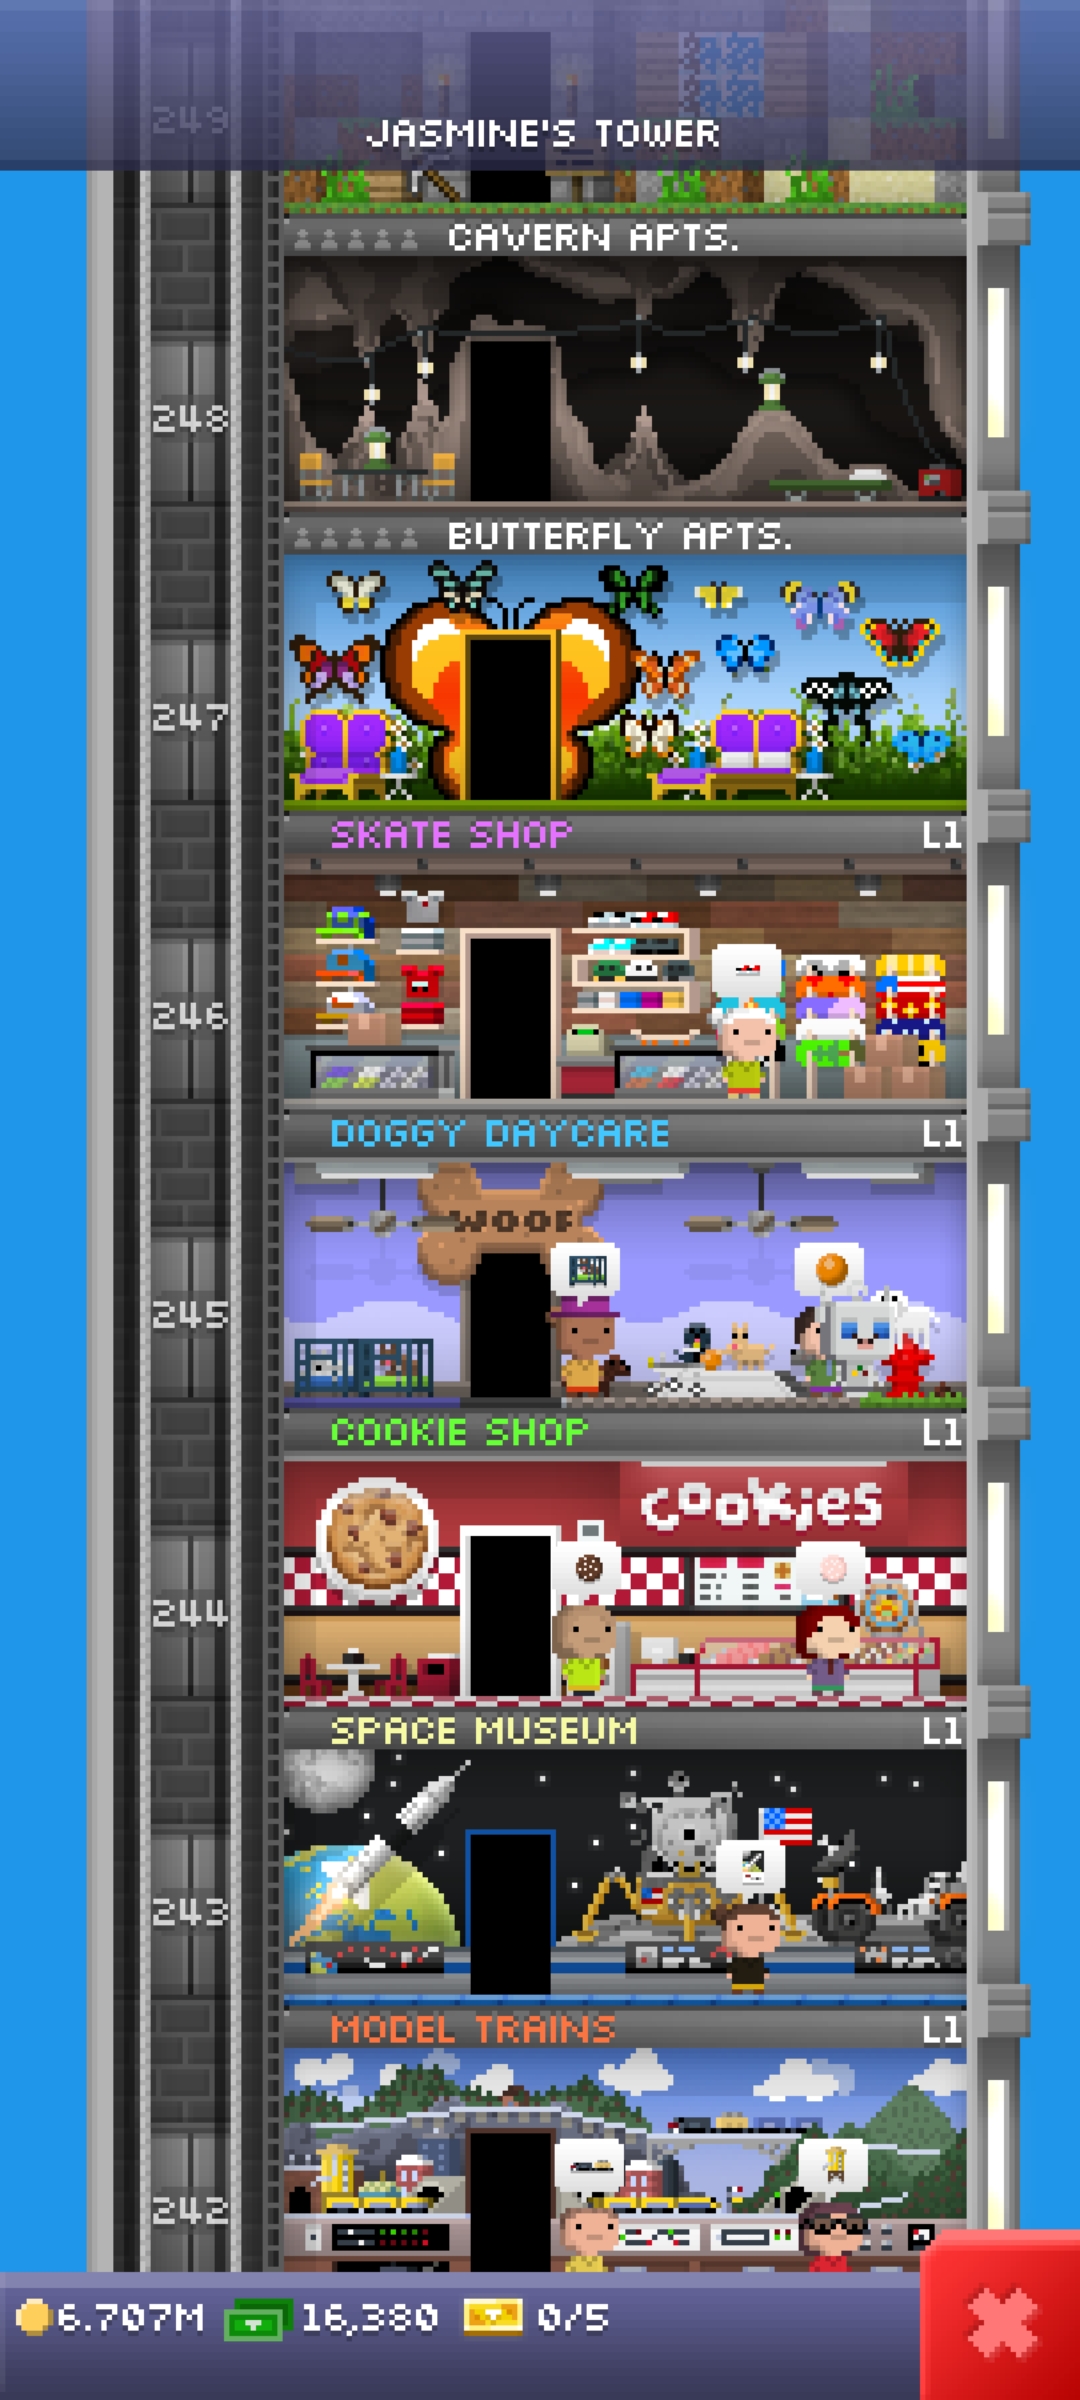 249
JASMINE'S TOWER
CAVERN APTS.
248
BUTTERFLY APTS.
247
SKATE SHOP L1
246
DOGGY DAYCARE L1
WOOF
245
COOKIE SHOP L1
COOKIES
244
SPACE MUSEUM L1
243
MODEL TRAINS L1
242
6.707M 16,380 0/5